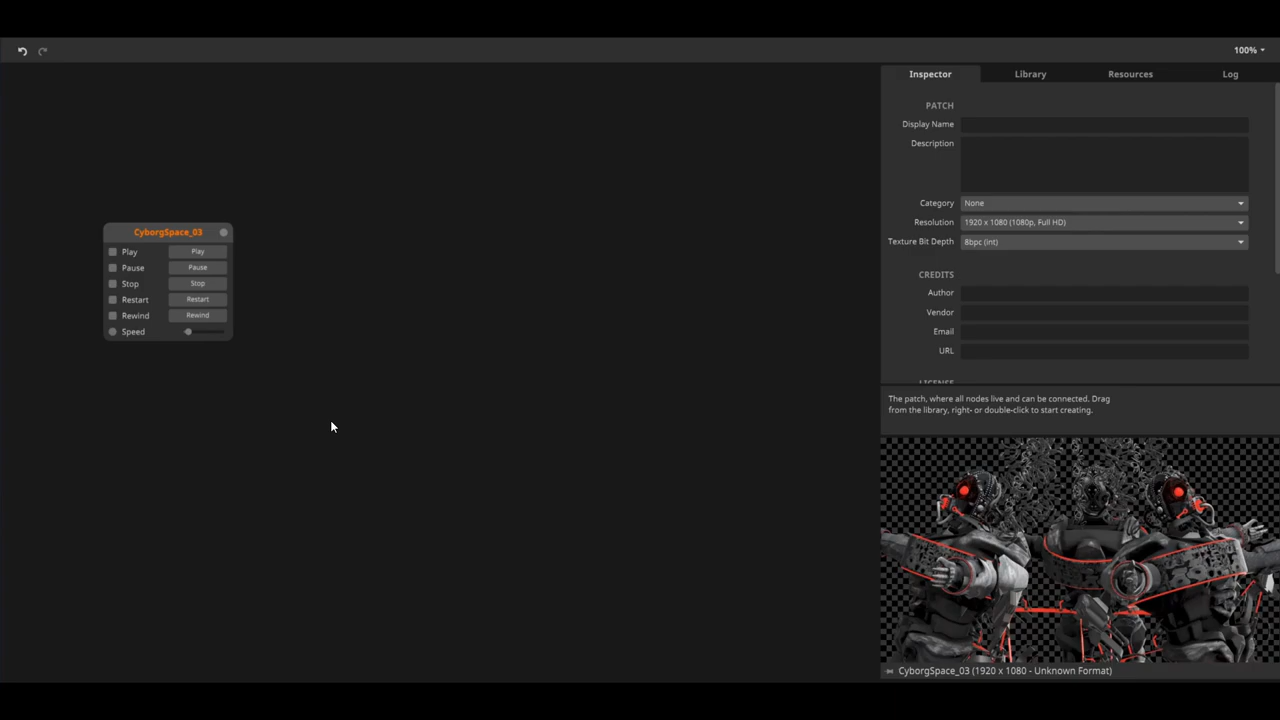 100%
Inspector
Library
Resources
Log
PATCH
Display Name
Description
Category
None
Resolution
1920 x 1080 (1080p, Full HD)
Texture Bit Depth
8bpc (int)
CREDITS
Author
Vendor
Email
URL
LICENSE
The patch, where all nodes live and can be connected. Drag
from the library, right- or double-click to start creating.
CyborgSpace_03 (1920 x 1080 - Unknown Format)
CyborgSpace_03
Play
Play
Pause
Pause
Stop
Stop
Restart
Restart
Rewind
Rewind
Speed